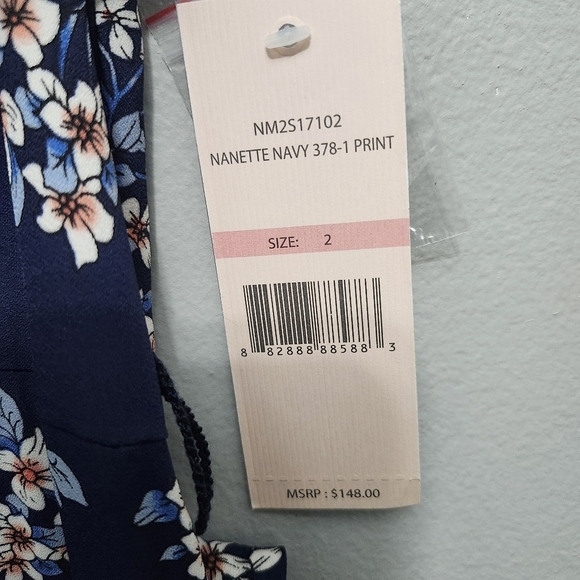 NM2S17102
NANETTE NAVY 378-1 PRINT
SIZE: 2
8 82888 88588 3
MSRP : $148.00